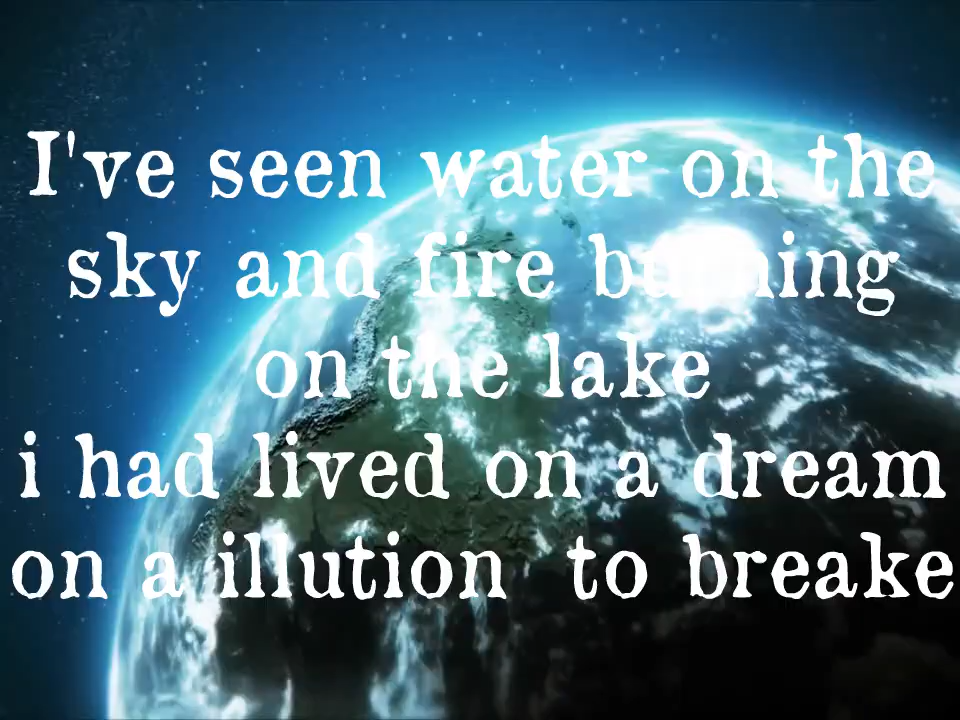 I've seen water on the
sky and fire burning
on the lake
i had lived on a dream
on a illution to breake